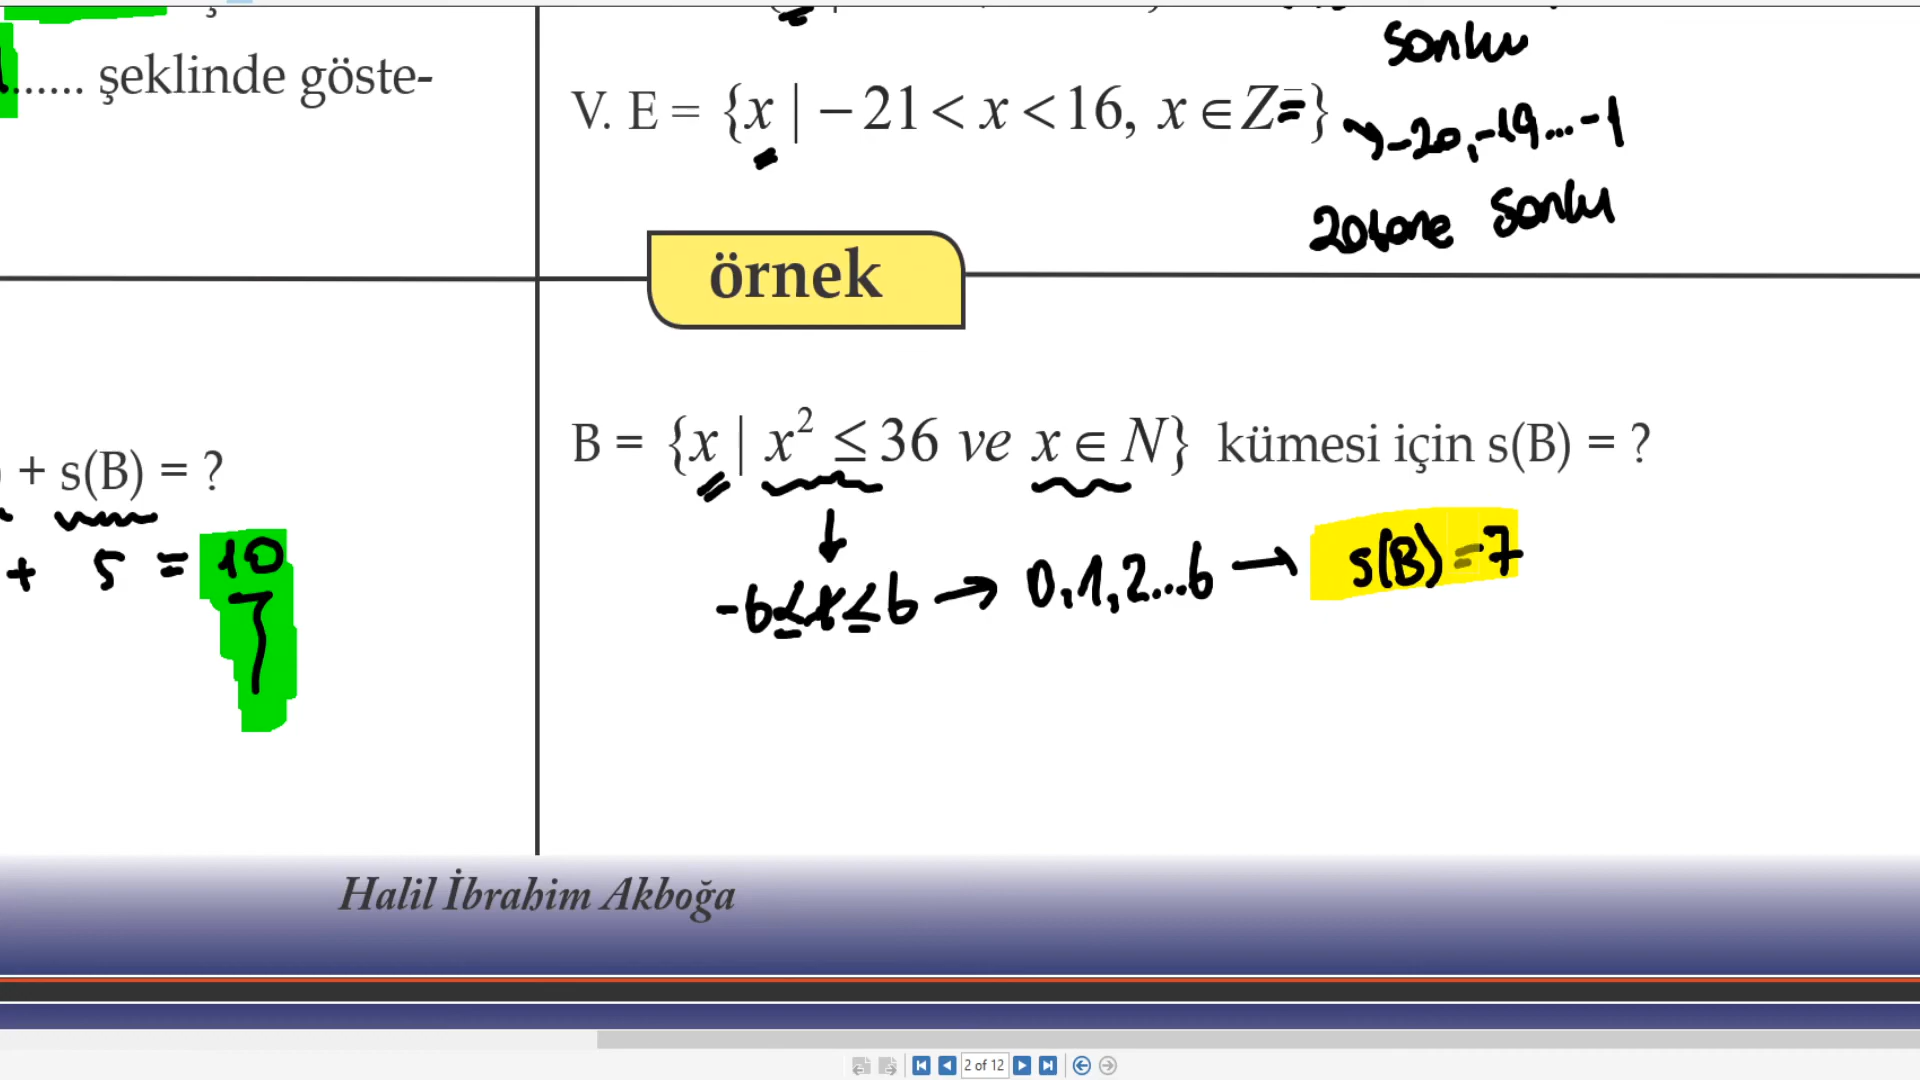 ...... şeklinde göste-
+ s(B) = ?
+ 5 = 10
sonlu
V. E = {x | − 21 < x < 16, x ∈ Z⁻}
-20, -19 ... -1
20 tane sonlu
örnek
B = {x | x² ≤ 36 ve x ∈ N} kümesi için s(B) = ?
-6 ≤ x ≤ 6 → 0, 1, 2 ... 6 → s(B) = 7
Halil İbrahim Akboğa
2 of 12